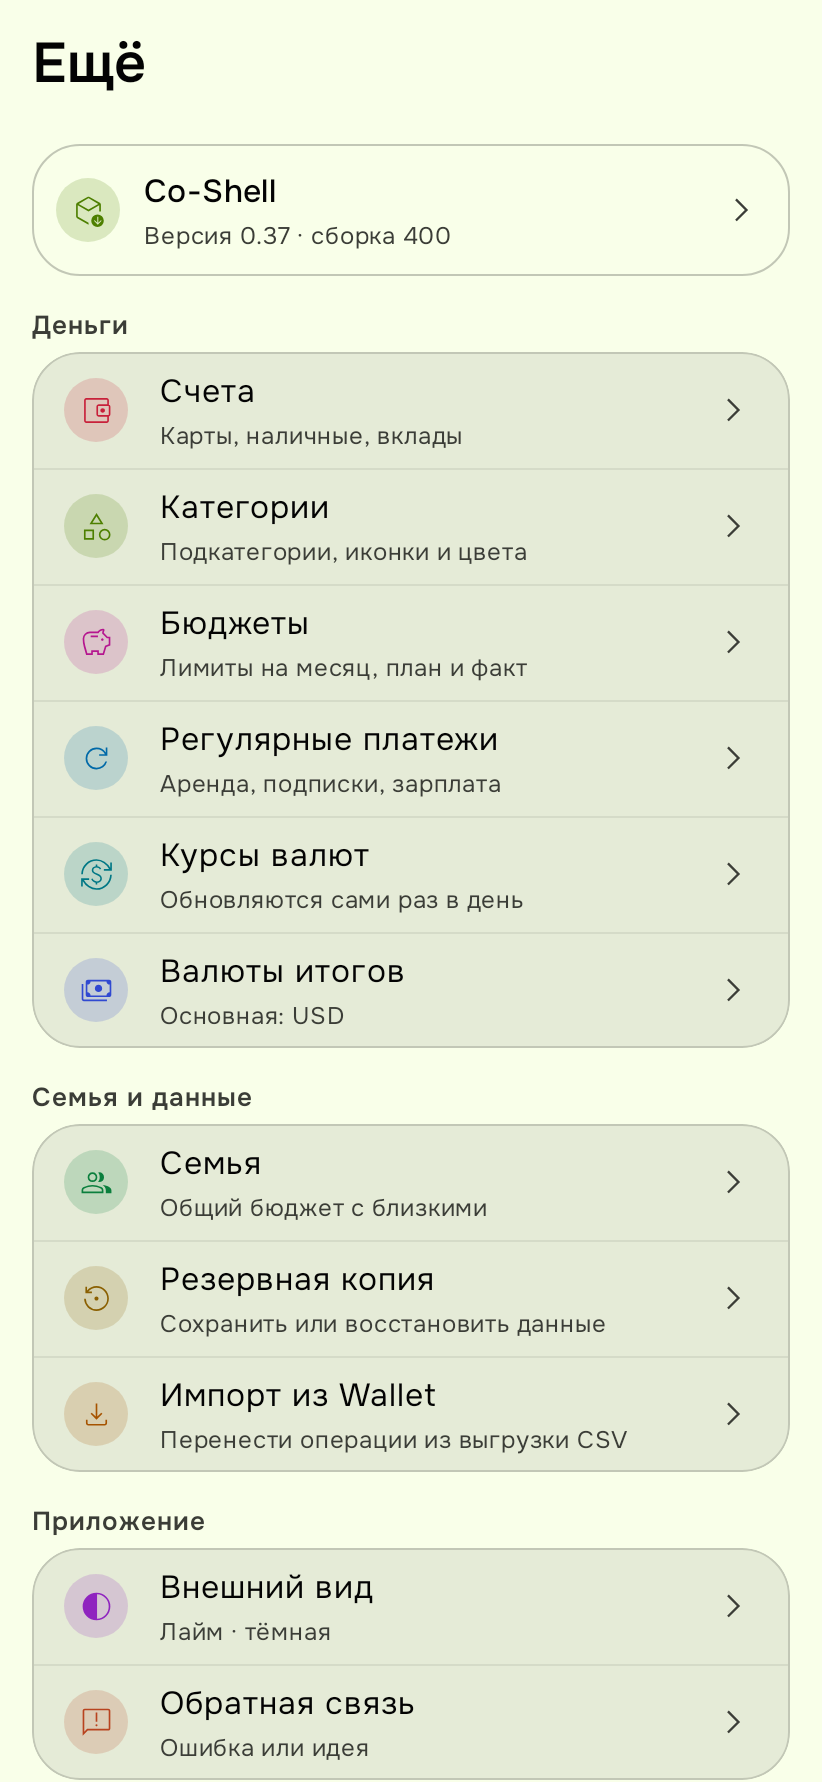 Ещё
Co-Shell
Версия 0.37 · сборка 400
Деньги
Счета
Карты, наличные, вклады
Категории
Подкатегории, иконки и цвета
Бюджеты
Лимиты на месяц, план и факт
Регулярные платежи
Аренда, подписки, зарплата
Курсы валют
Обновляются сами раз в день
Валюты итогов
Основная: USD
Семья и данные
Семья
Общий бюджет с близкими
Резервная копия
Сохранить или восстановить данные
Импорт из Wallet
Перенести операции из выгрузки CSV
Приложение
Внешний вид
Лайм · тёмная
Обратная связь
Ошибка или идея